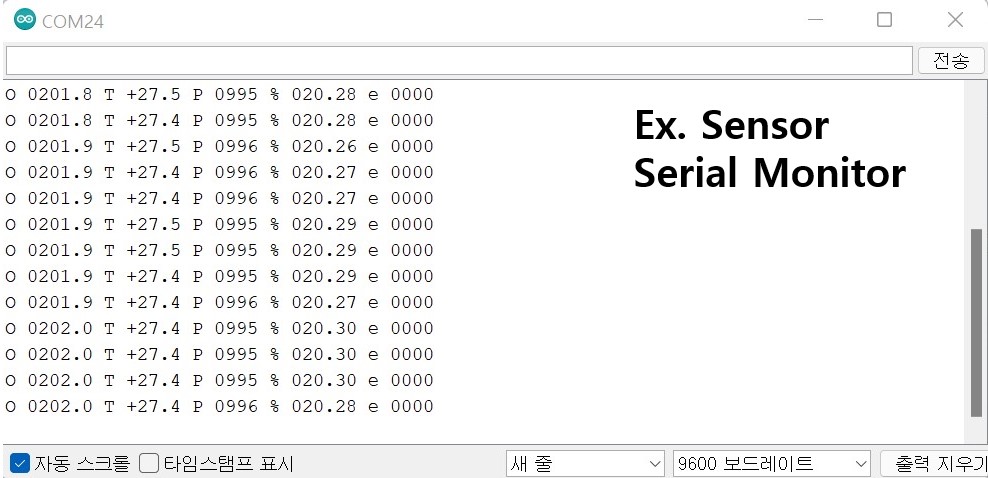 COM24
전송
O 0201.8 T +27.5 P 0995 % 020.28 e 0000
O 0201.8 T +27.4 P 0995 % 020.28 e 0000
O 0201.9 T +27.5 P 0996 % 020.26 e 0000
O 0201.9 T +27.4 P 0996 % 020.27 e 0000
O 0201.9 T +27.4 P 0996 % 020.27 e 0000
O 0201.9 T +27.5 P 0995 % 020.29 e 0000
O 0201.9 T +27.5 P 0995 % 020.29 e 0000
O 0201.9 T +27.4 P 0995 % 020.29 e 0000
O 0201.9 T +27.4 P 0996 % 020.27 e 0000
O 0202.0 T +27.4 P 0995 % 020.30 e 0000
O 0202.0 T +27.4 P 0995 % 020.30 e 0000
O 0202.0 T +27.4 P 0995 % 020.30 e 0000
O 0202.0 T +27.4 P 0996 % 020.28 e 0000
Ex. Sensor
Serial Monitor
자동 스크롤 타임스탬프 표시 새 줄 9600 보드레이트 출력 지우기